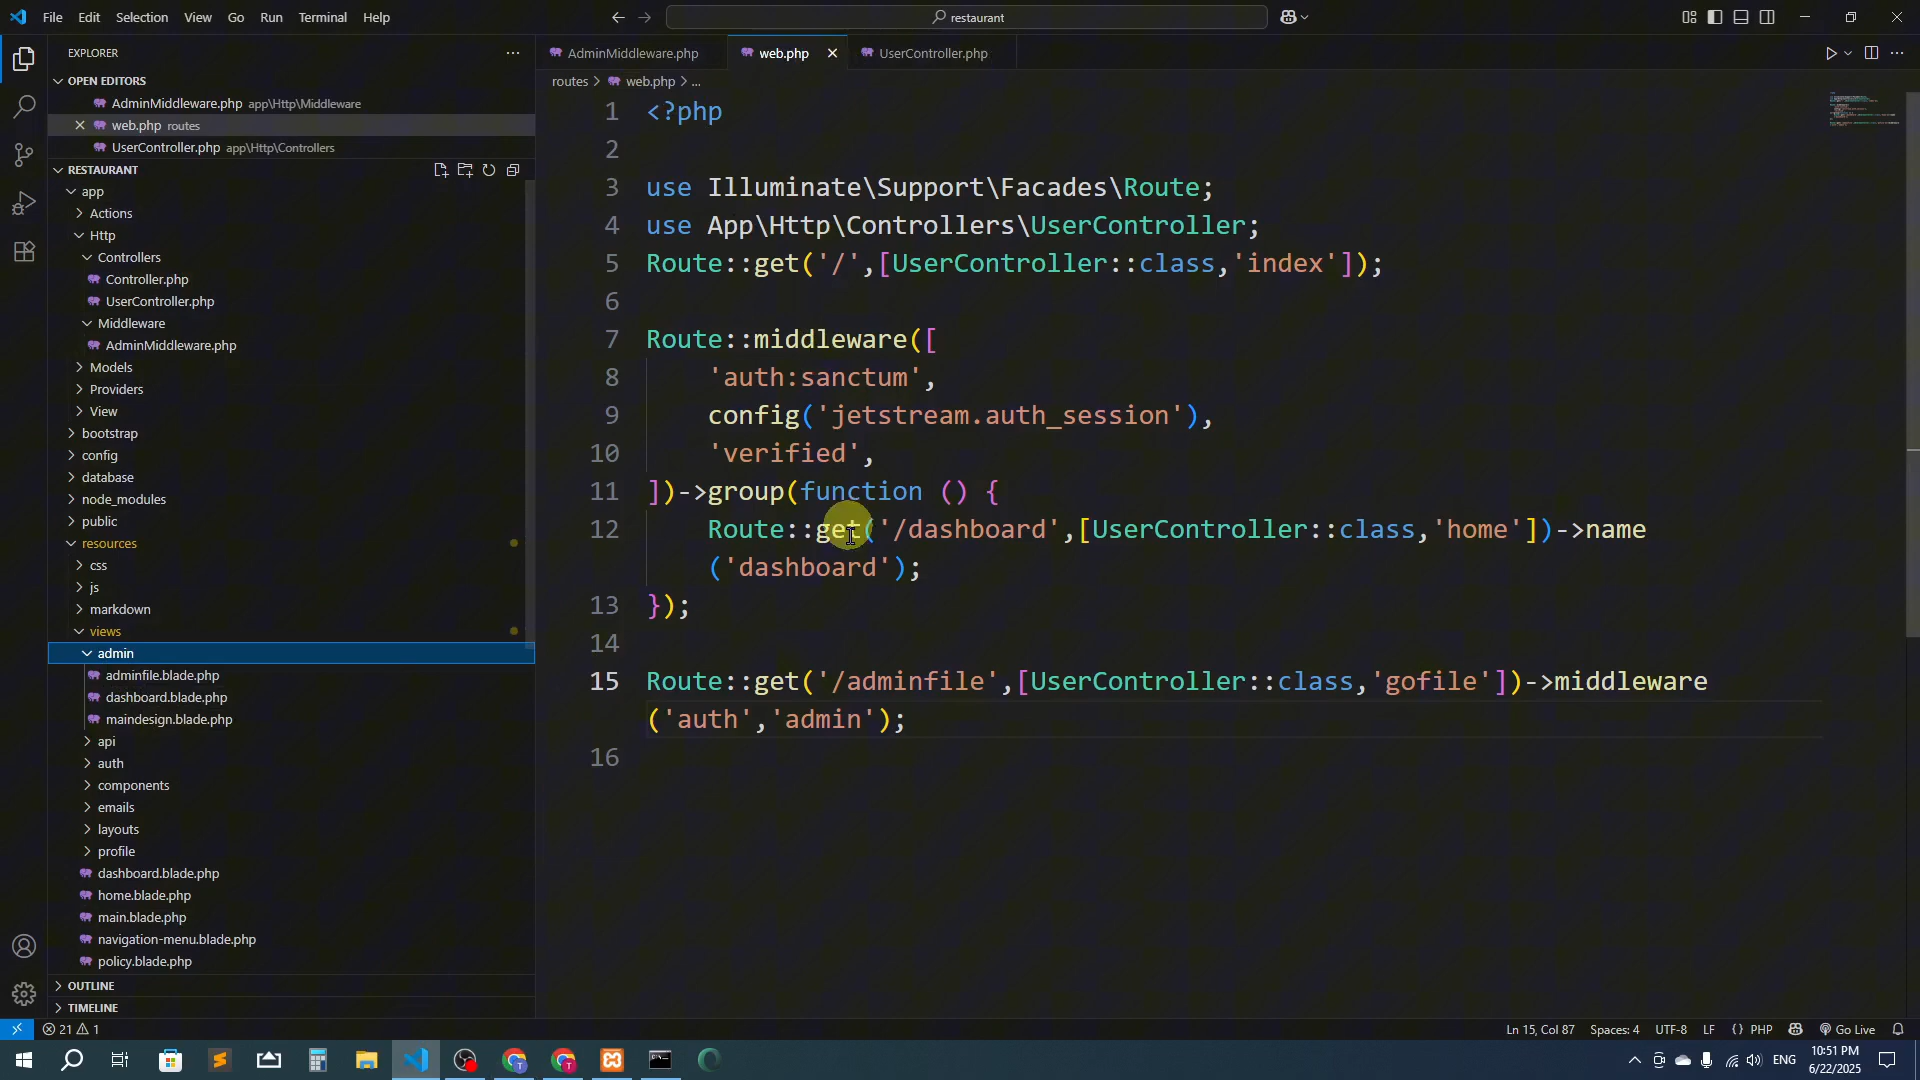 File Edit Selection View Go Run Terminal Help
restaurant
EXPLORER
OPEN EDITORS
AdminMiddleware.php app\Http\Middleware
web.php routes
UserController.php app\Http\Controllers
RESTAURANT
app
Actions
Http
Controllers
Controller.php
UserController.php
Middleware
AdminMiddleware.php
Models
Providers
View
bootstrap
config
database
node_modules
public
resources
css
js
markdown
views
admin
adminfile.blade.php
dashboard.blade.php
maindesign.blade.php
api
auth
components
emails
layouts
profile
dashboard.blade.php
home.blade.php
main.blade.php
navigation-menu.blade.php
policy.blade.php
OUTLINE
TIMELINE
AdminMiddleware.php web.php UserController.php
routes > web.php > ...
1 <?php
2
3 use Illuminate\Support\Facades\Route;
4 use App\Http\Controllers\UserController;
5 Route::get('/',[UserController::class,'index']);
6
7 Route::middleware([
8 'auth:sanctum',
9 config('jetstream.auth_session'),
10 'verified',
11 ])->group(function () {
12 Route::get('/dashboard',[UserController::class,'home'])->name
('dashboard');
13 });
14
15 Route::get('/adminfile',[UserController::class,'gofile'])->middleware
('auth','admin');
16
21 1
Ln 15, Col 87 Spaces: 4 UTF-8 LF {} PHP Go Live
ENG
10:51 PM
6/22/2025